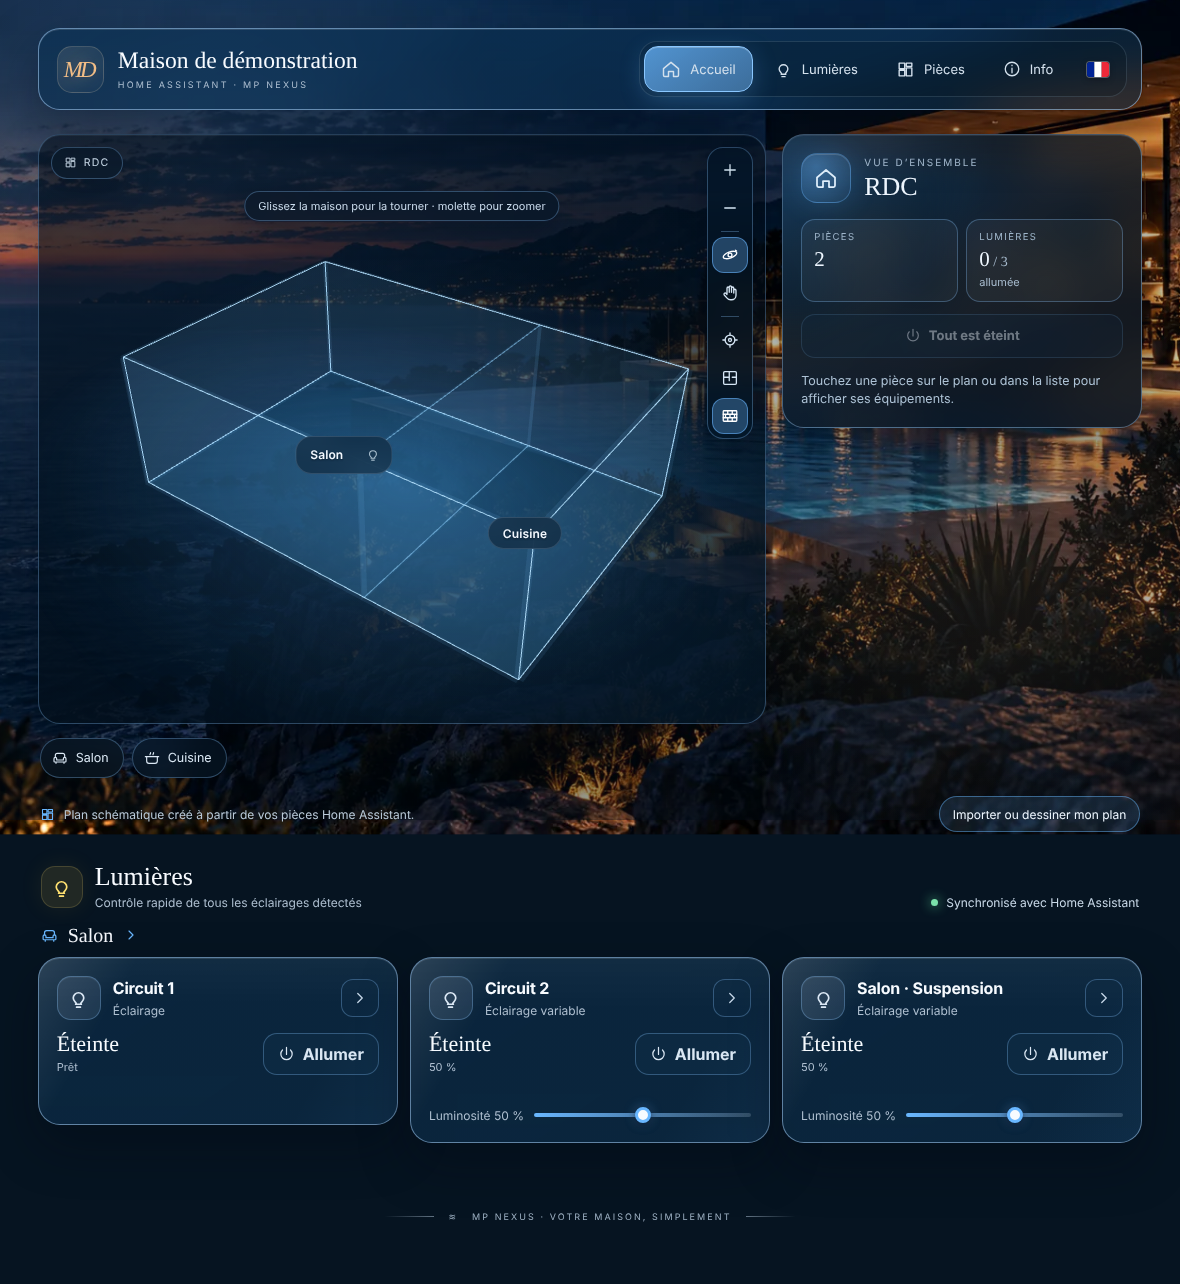 MD
Maison de démonstration
HOME ASSISTANT · MP NEXUS
Accueil
Lumières
Pièces
Info
RDC
Glissez la maison pour la tourner · molette pour zoomer
Salon
Cuisine
VUE D'ENSEMBLE
RDC
PIÈCES
2
LUMIÈRES
0 / 3
allumée
Tout est éteint
Touchez une pièce sur le plan ou dans la liste pour
afficher ses équipements.
Salon
Cuisine
Plan schématique créé à partir de vos pièces Home Assistant.
Importer ou dessiner mon plan
Lumières
Contrôle rapide de tous les éclairages détectés
Synchronisé avec Home Assistant
Salon
Circuit 1
Éclairage
Éteinte
Prêt
Allumer
Circuit 2
Éclairage variable
Éteinte
50 %
Allumer
Luminosité 50 %
Salon · Suspension
Éclairage variable
Éteinte
50 %
Allumer
Luminosité 50 %
≋ MP NEXUS · VOTRE MAISON, SIMPLEMENT